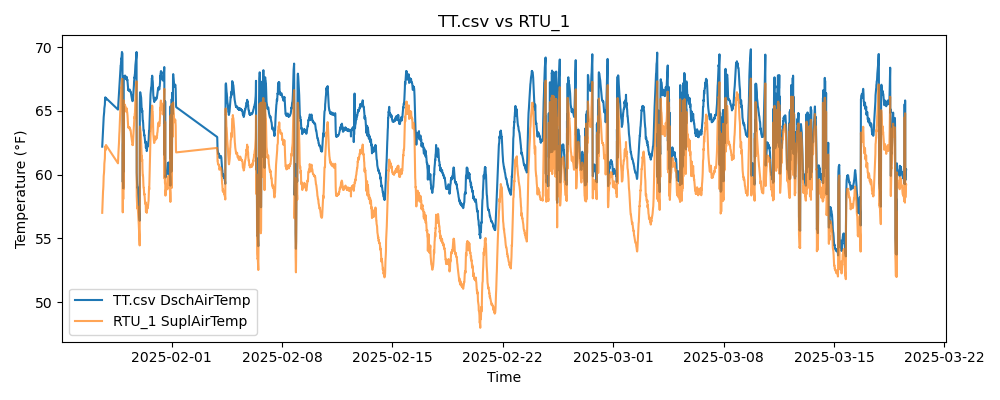 TT.csv vs RTU_1
Temperature (°F)
70
65
60
55
50
TT.csv DschAirTemp
RTU_1 SuplAirTemp
2025-02-01 2025-02-08 2025-02-15 2025-02-22 2025-03-01 2025-03-08 2025-03-15 2025-03-22
Time